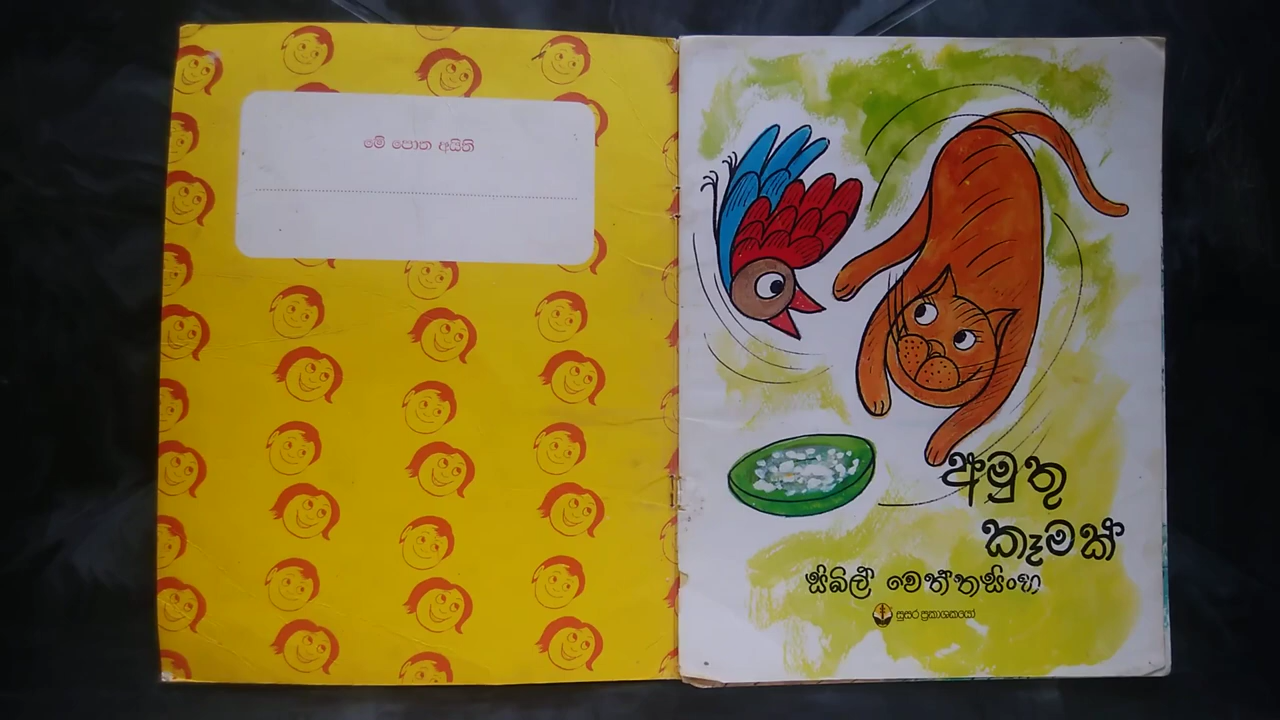 මේ පොත අයිති
අමුතු
කෑමක්
සිබිල් වෙත්තසිංහ
සුසර ප්‍රකාශකයෝ